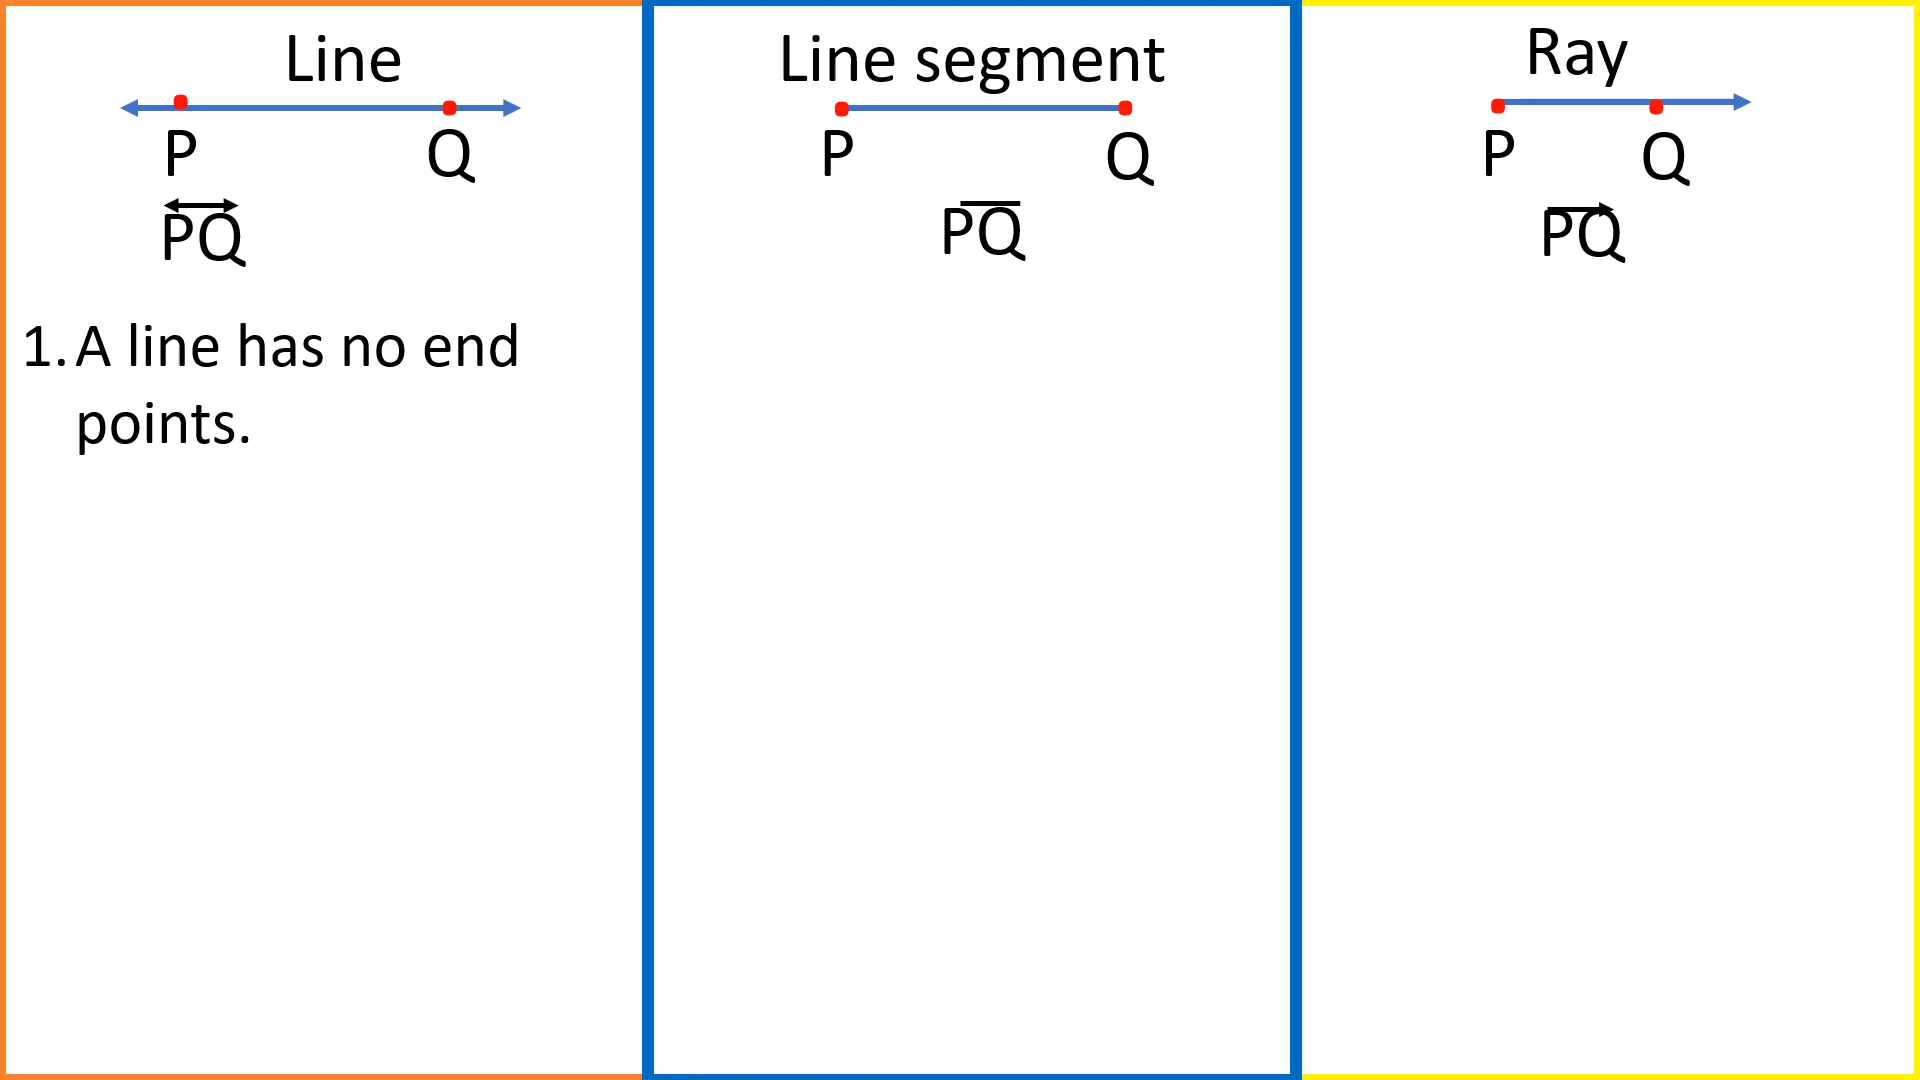 Line
P Q
PQ
1. A line has no end
points.
Line segment
P Q
PQ
Ray
P Q
PQ